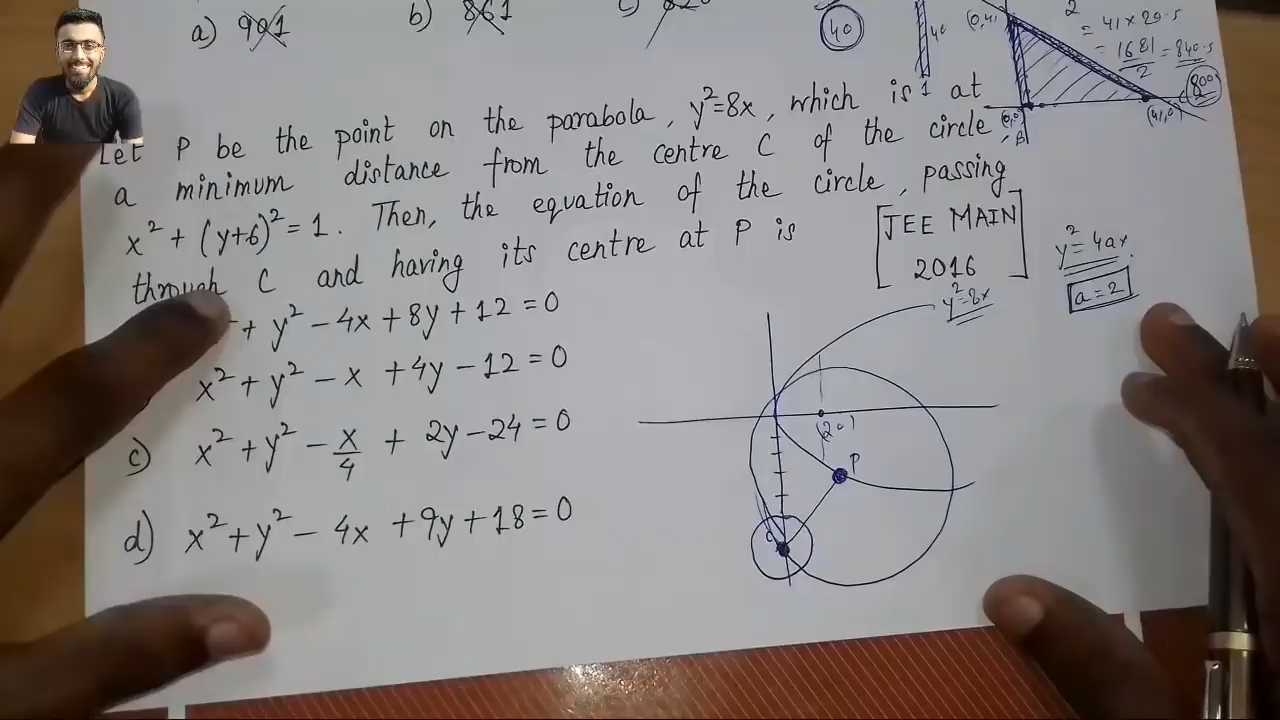 a) 901
b) 861
40
40
2
= 41 × 20.5
= 1681/2 = 840.5
800
(0,41)
(0,0)
(41,0)
Let P be the point on the parabola, y²=8x, which is at
a minimum distance from the centre C of the circle,
x² + (y+6)² = 1. Then, the equation of the circle, passing
through C and having its centre at P is
[JEE MAIN
2016]
y² = 4ax
a = 2
+ y² − 4x + 8y + 12 = 0
x² + y² − x + 4y − 12 = 0
c) x² + y² − x/4 + 2y − 24 = 0
d) x² + y² − 4x + 9y + 18 = 0
y²=8x
P
C